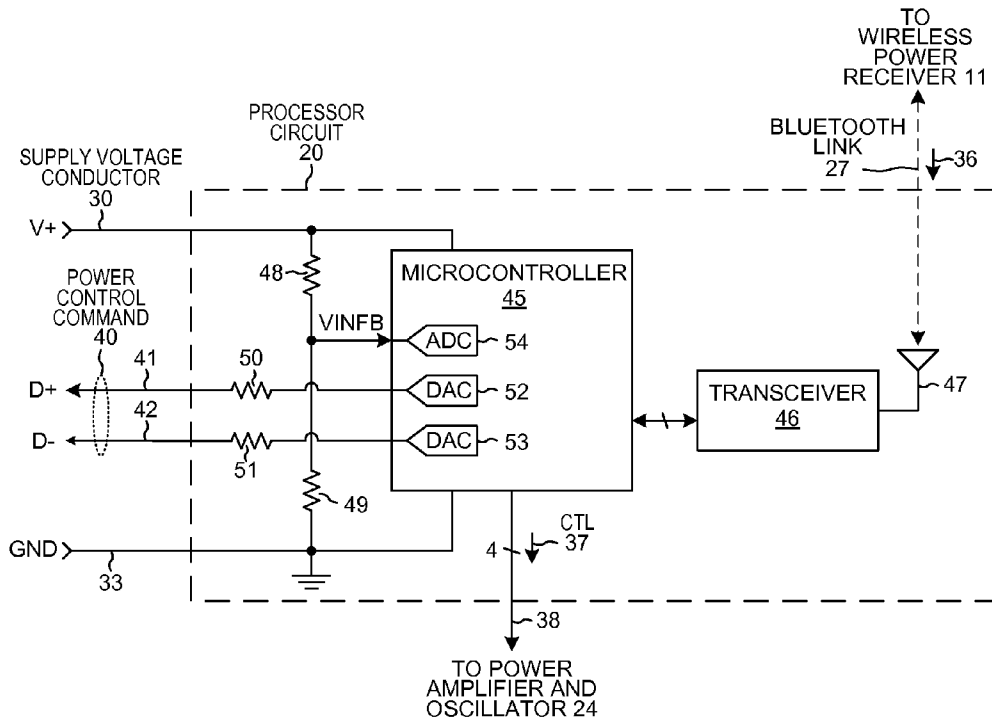 TO
WIRELESS
POWER
RECEIVER 11
PROCESSOR
CIRCUIT
20
BLUETOOTH
LINK
27
36
SUPPLY VOLTAGE
CONDUCTOR
30
V+
48
MICROCONTROLLER
45
POWER
CONTROL
COMMAND
40
VINFB
ADC
54
41
50
D+
DAC
52
TRANSCEIVER
46
47
42
D-
DAC
53
51
49
CTL
37
4
GND
33
38
TO POWER
AMPLIFIER AND
OSCILLATOR 24